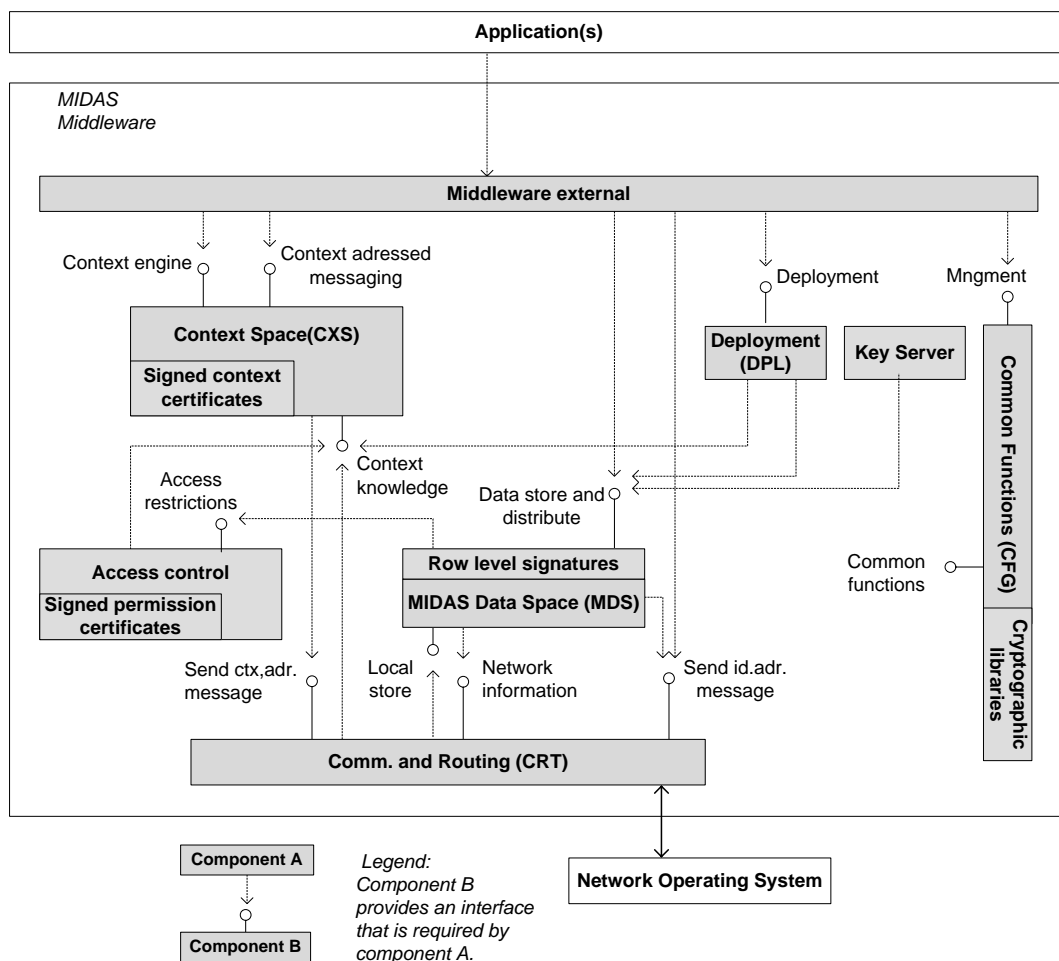 Application(s)
MIDAS
Middleware
Middleware external
Context engine
Context adressed
messaging
Deployment
Mngment
Context Space(CXS)
Signed context
certificates
Deployment
(DPL)
Key Server
Common Functions (CFG)
Cryptographic
libraries
Context
knowledge
Access
restrictions
Data store and
distribute
Access control
Signed permission
certificates
Row level signatures
MIDAS Data Space (MDS)
Common
functions
Send ctx,adr.
message
Local
store
Network
information
Send id.adr.
message
Comm. and Routing (CRT)
Network Operating System
Component A
Component B
Legend:
Component B
provides an interface
that is required by
component A.